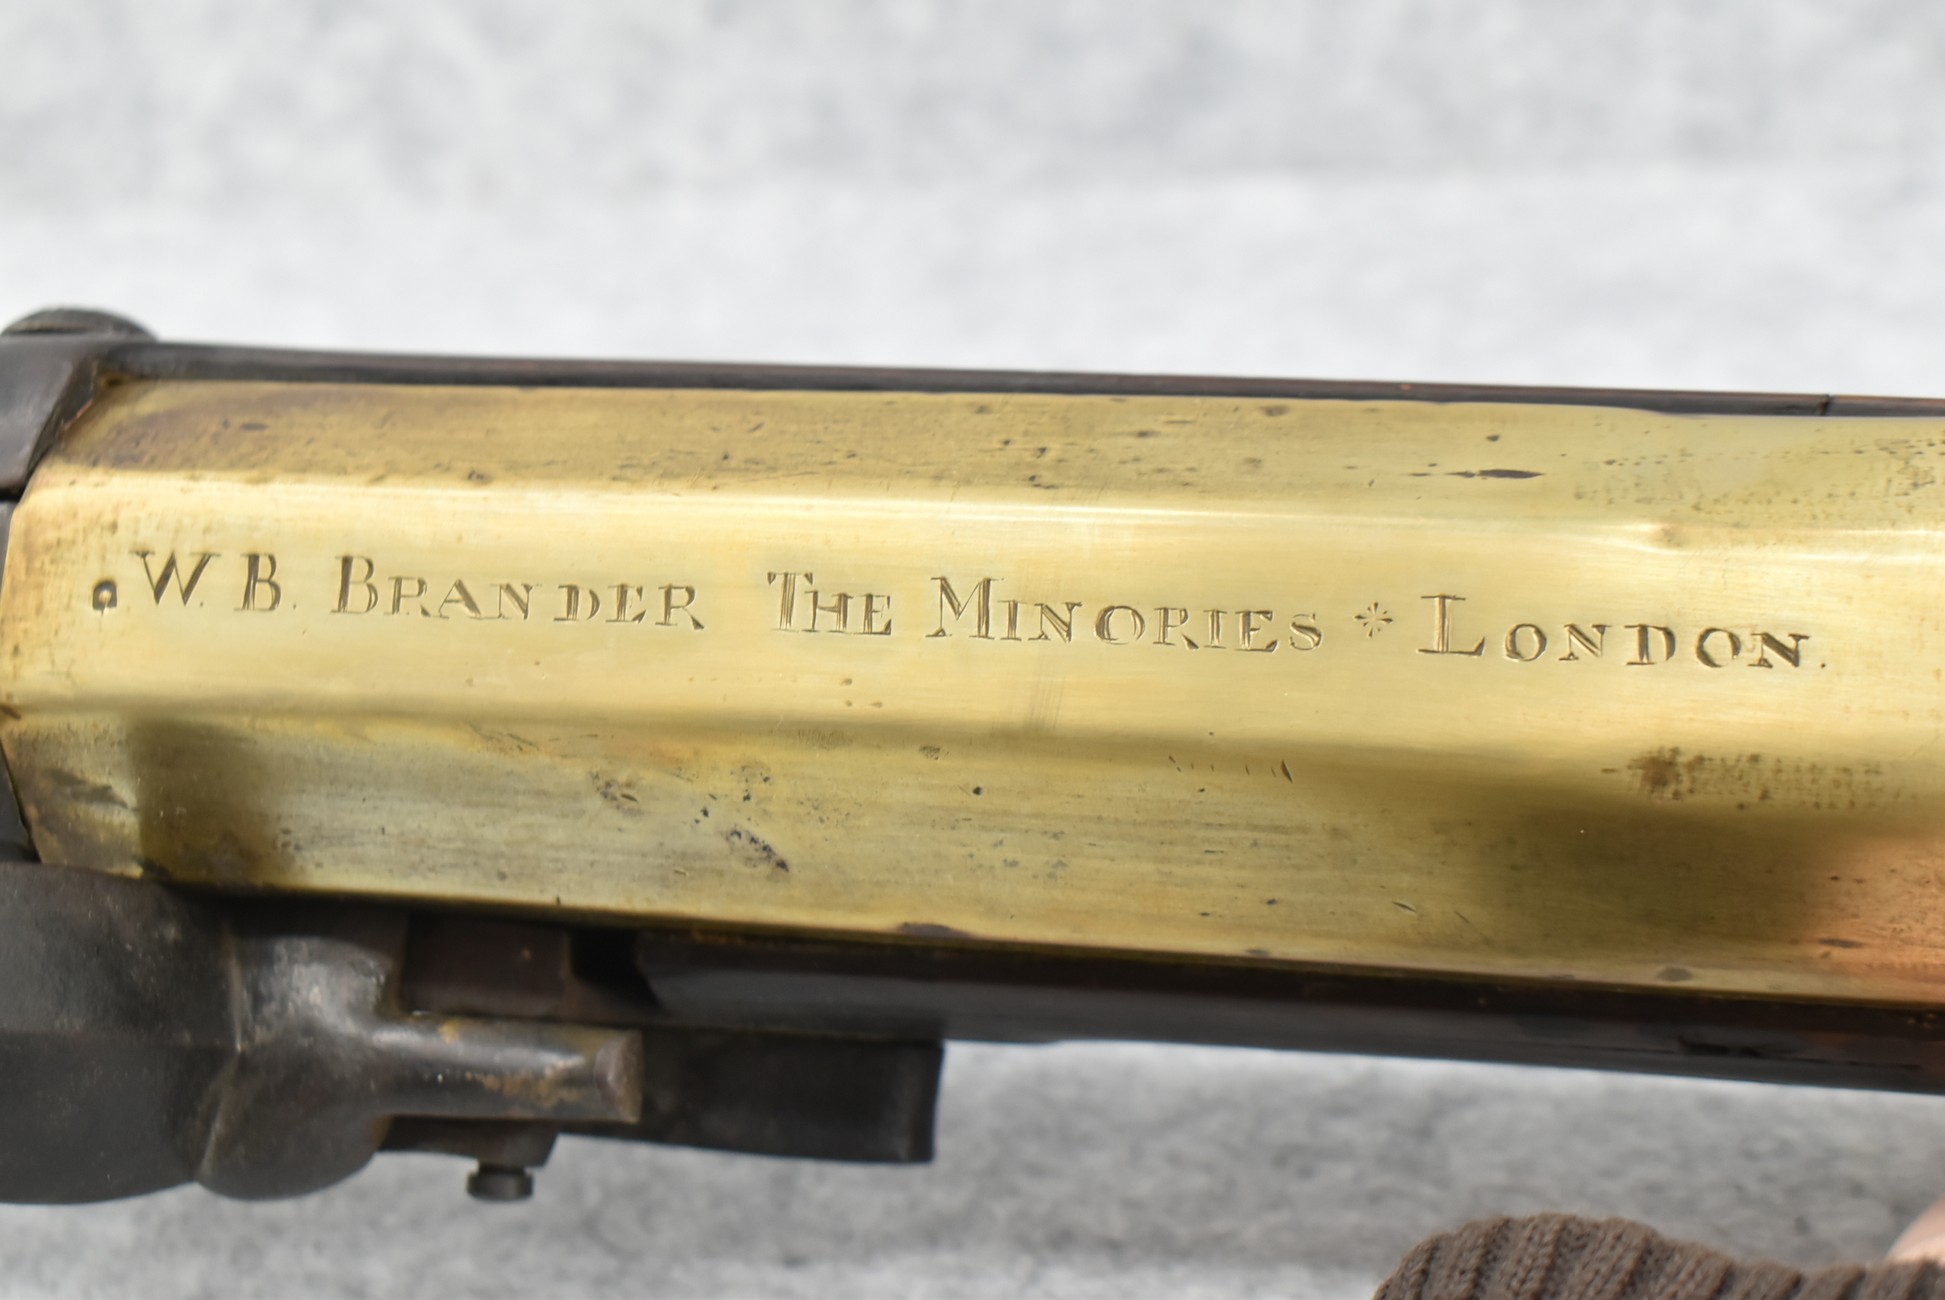 W. B. BRANDER THE MINORIES * LONDON.